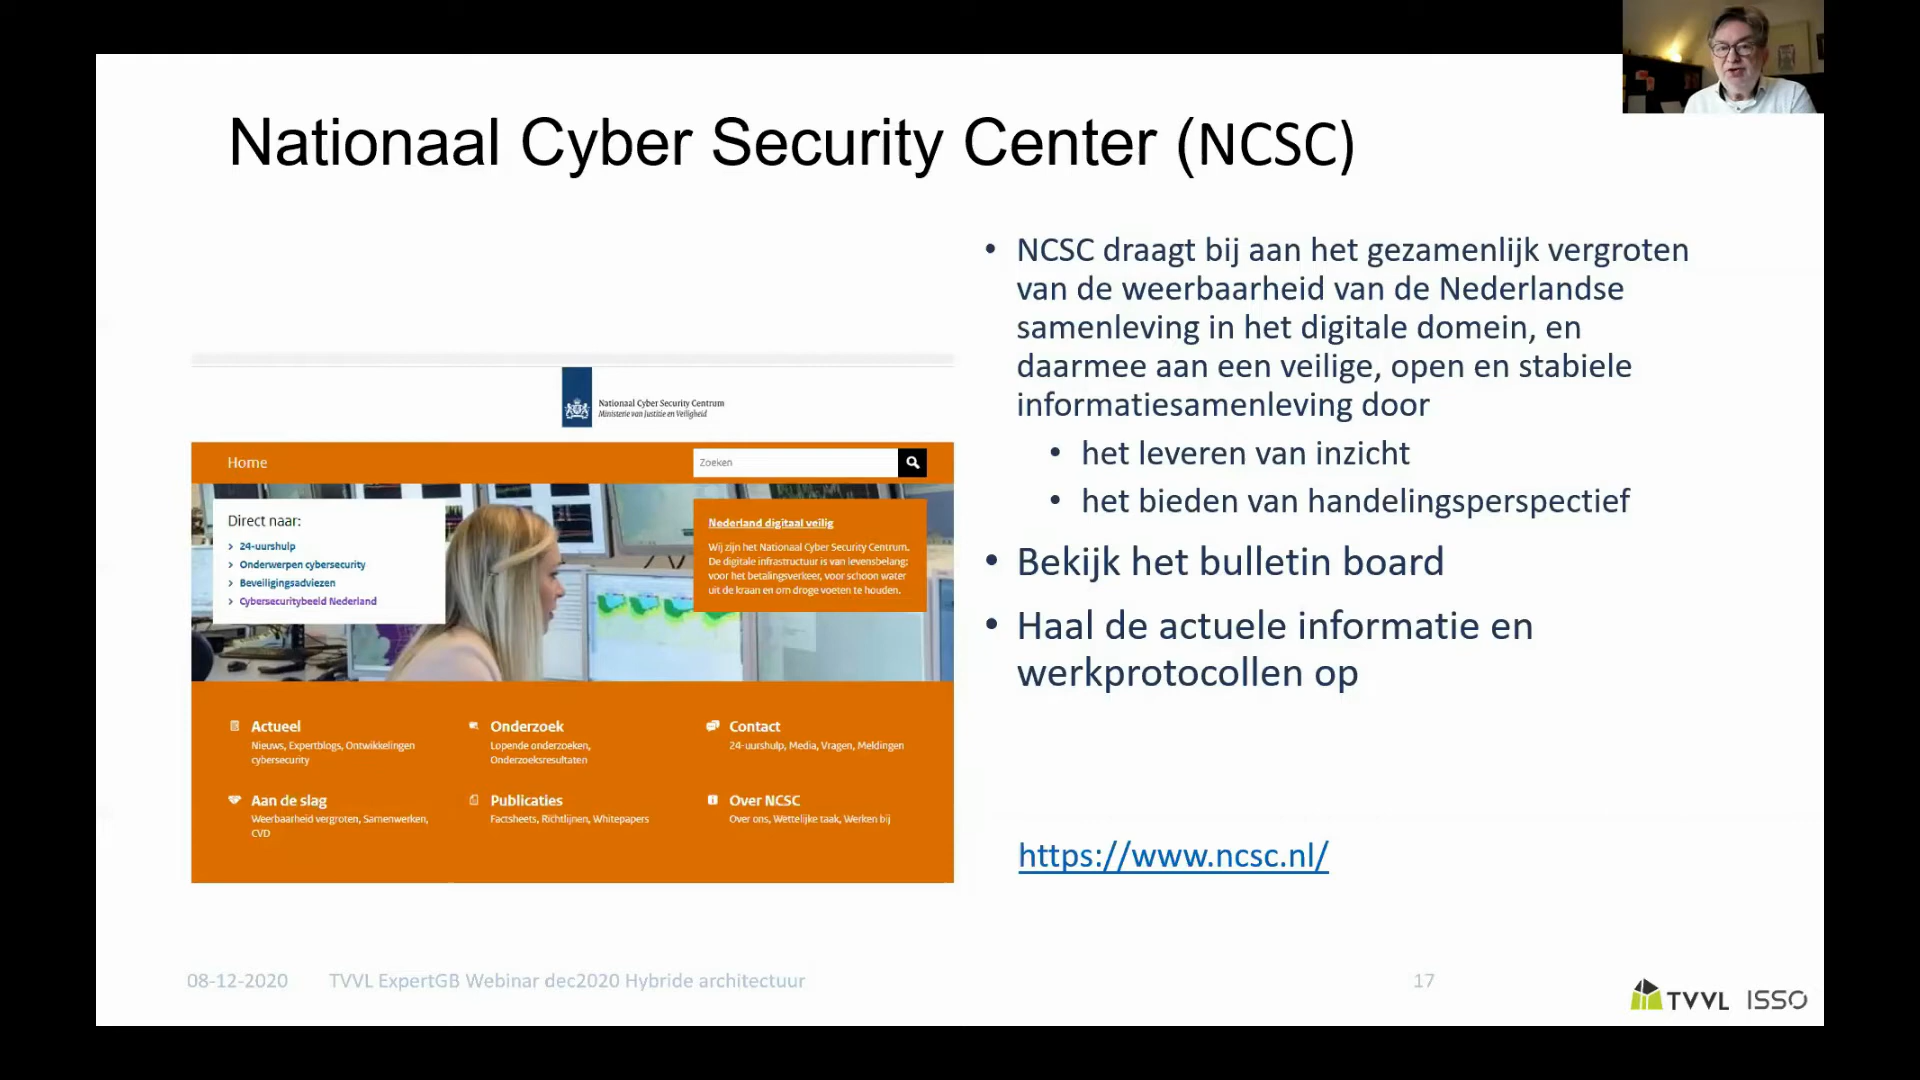 Nationaal Cyber Security Center (NCSC)
• NCSC draagt bij aan het gezamenlijk vergroten
van de weerbaarheid van de Nederlandse
samenleving in het digitale domein, en
daarmee aan een veilige, open en stabiele
informatiesamenleving door
• het leveren van inzicht
• het bieden van handelingsperspectief
• Bekijk het bulletin board
• Haal de actuele informatie en
werkprotocollen op
https://www.ncsc.nl/
Nationaal Cyber Security Centrum
Ministerie van Justitie en Veiligheid
Home
Zoeken
Direct naar:
> 24-uurshulp
> Onderwerpen cybersecurity
> Beveiligingsadviezen
> Cybersecuritybeeld Nederland
Nederland digitaal veilig
Wij zijn het Nationaal Cyber Security Centrum.
De digitale infrastructuur is van levensbelang:
voor het betalingsverkeer, voor schoon water
uit de kraan en om droge voeten te houden.
Actueel
Nieuws, Expertblogs, Ontwikkelingen
cybersecurity
Onderzoek
Lopende onderzoeken,
Onderzoeksresultaten
Contact
24-uurshulp, Media, Vragen, Meldingen
Aan de slag
Weerbaarheid vergroten, Samenwerken,
CVD
Publicaties
Factsheets, Richtlijnen, Whitepapers
Over NCSC
Over ons, Wettelijke taak, Werken bij
08-12-2020
TVVL ExpertGB Webinar dec2020 Hybride architectuur
17
TVVL ISSO